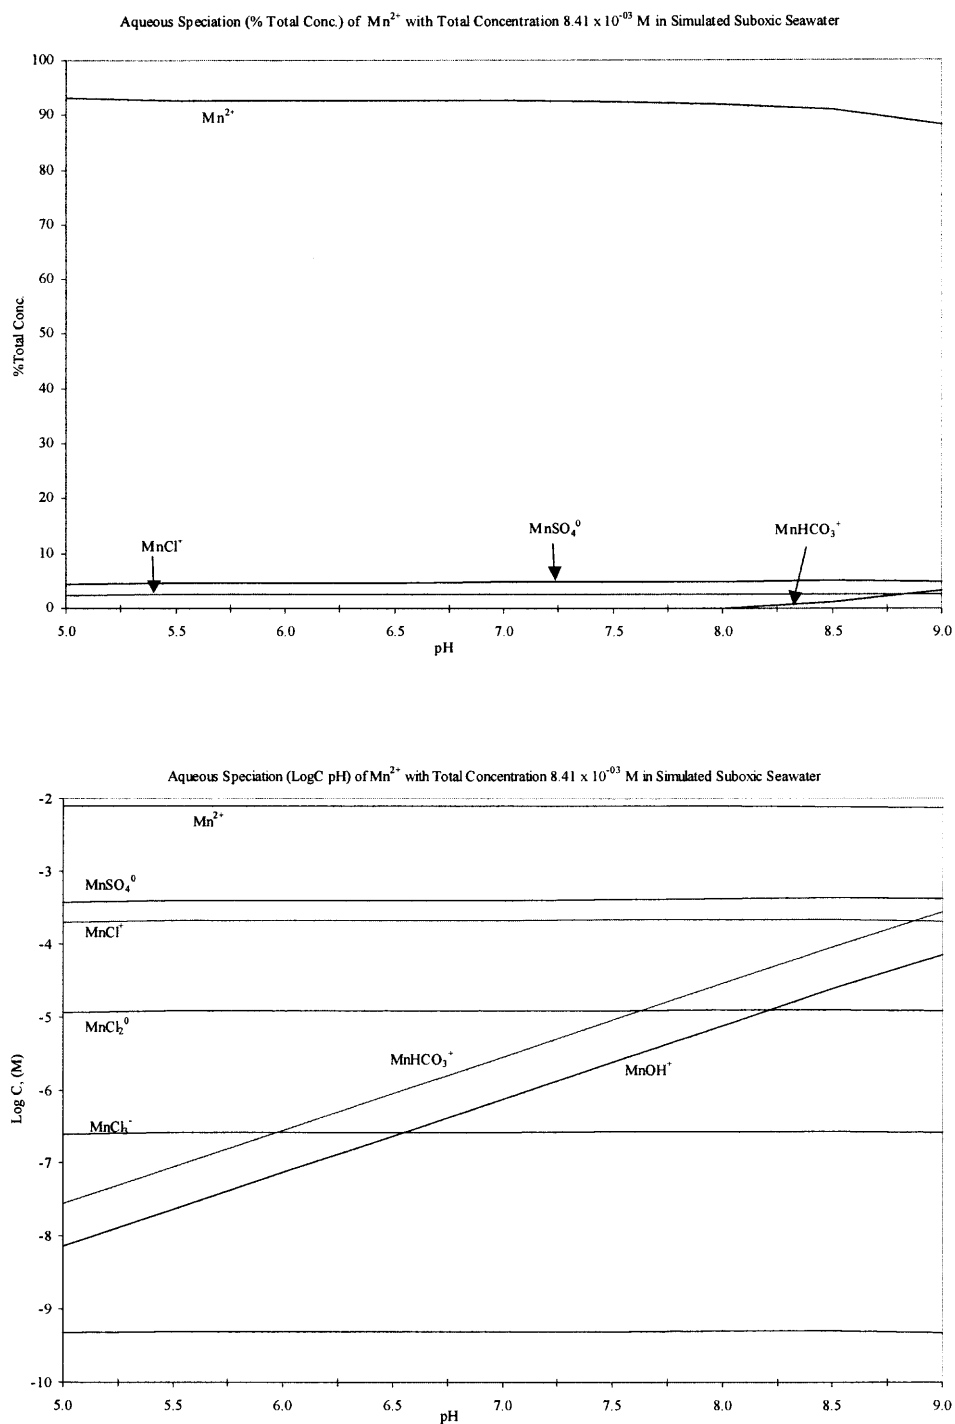 Aqueous Speciation (% Total Conc.) of Mn²⁺ with Total Concentration 8.41 x 10⁻⁰³ M in Simulated Suboxic Seawater
100
90
80
70
60
50
40
30
20
10
0
%Total Conc.
Mn²⁺
MnCl⁺
MnSO₄⁰
MnHCO₃⁺
5.0 5.5 6.0 6.5 7.0 7.5 8.0 8.5 9.0
pH
Aqueous Speciation (LogC pH) of Mn²⁺ with Total Concentration 8.41 x 10⁻⁰³ M in Simulated Suboxic Seawater
-2
-3
-4
-5
-6
-7
-8
-9
-10
Log C, (M)
Mn²⁺
MnSO₄⁰
MnCl⁺
MnCl₂⁰
MnHCO₃⁺
MnOH⁺
MnCl₃⁻
5.0 5.5 6.0 6.5 7.0 7.5 8.0 8.5 9.0
pH